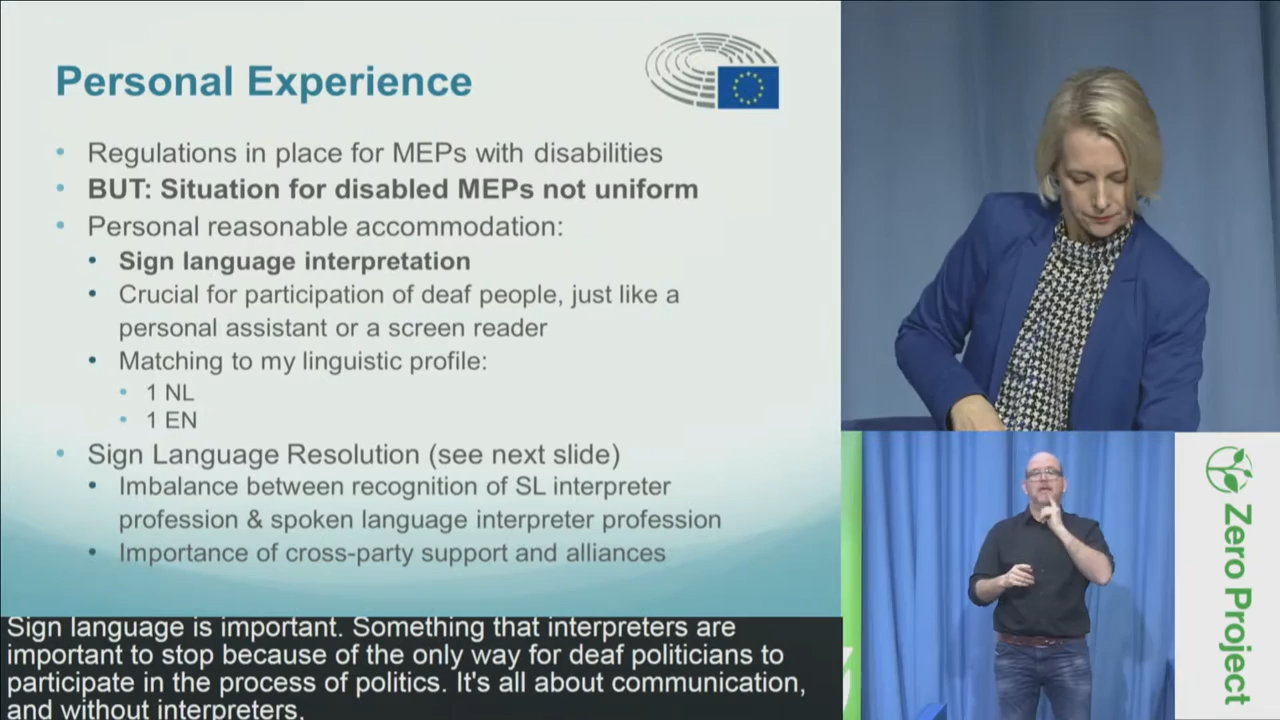 Personal Experience
• Regulations in place for MEPs with disabilities
• BUT: Situation for disabled MEPs not uniform
• Personal reasonable accommodation:
• Sign language interpretation
• Crucial for participation of deaf people, just like a
personal assistant or a screen reader
• Matching to my linguistic profile:
• 1 NL
• 1 EN
• Sign Language Resolution (see next slide)
• Imbalance between recognition of SL interpreter
profession & spoken language interpreter profession
• Importance of cross-party support and alliances
Sign language is important. Something that interpreters are
important to stop because of the only way for deaf politicians to
participate in the process of politics. It's all about communication,
and without interpreters.
Zero Project